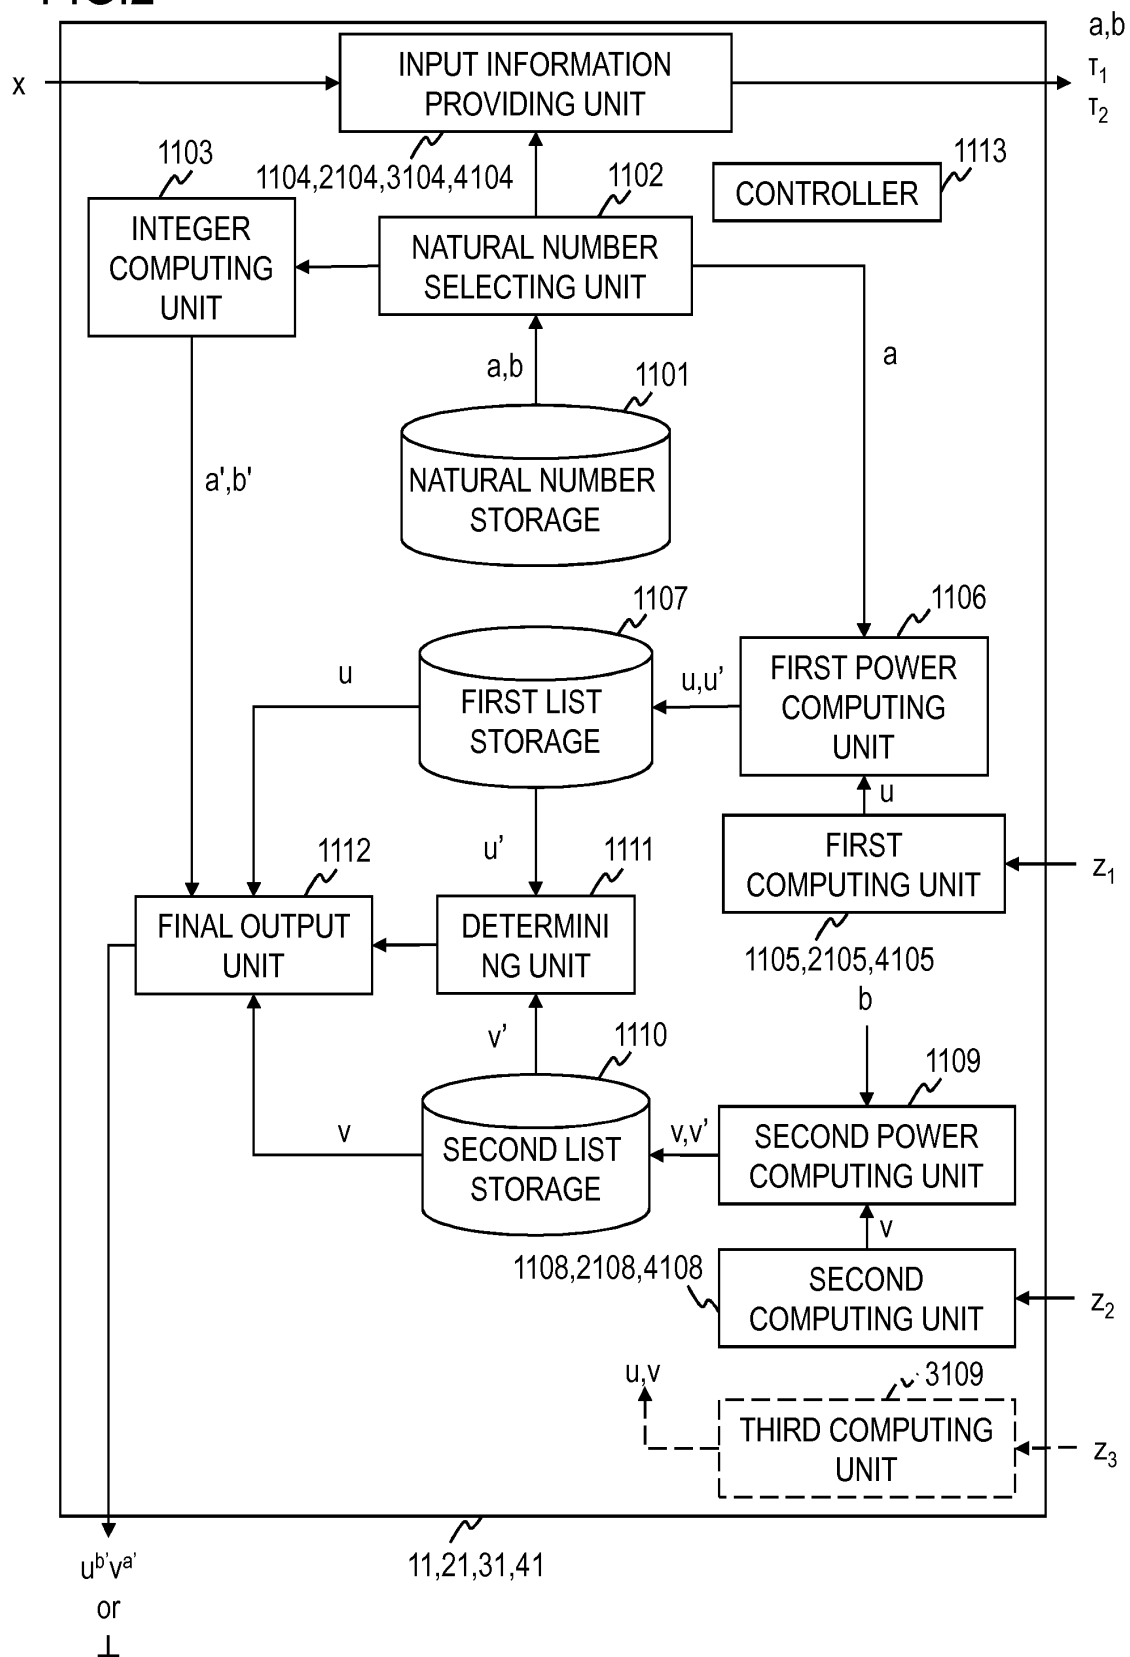 FIG.2
a,b
x
INPUT INFORMATION
PROVIDING UNIT
τ1
τ2
1103
1104,2104,3104,4104
1102
1113
CONTROLLER
INTEGER
COMPUTING
UNIT
NATURAL NUMBER
SELECTING UNIT
a
a,b
1101
a',b'
NATURAL NUMBER
STORAGE
1107
1106
u
FIRST LIST
STORAGE
u,u'
FIRST POWER
COMPUTING
UNIT
u
u'
1112
1111
FIRST
COMPUTING UNIT
z1
FINAL OUTPUT
UNIT
DETERMINI
NG UNIT
1105,2105,4105
b
v'
1110
1109
v
SECOND LIST
STORAGE
v,v'
SECOND POWER
COMPUTING UNIT
v
1108,2108,4108
SECOND
COMPUTING UNIT
z2
u,v
3109
THIRD COMPUTING
UNIT
z3
11,21,31,41
u^b' v^a'
or
⊥